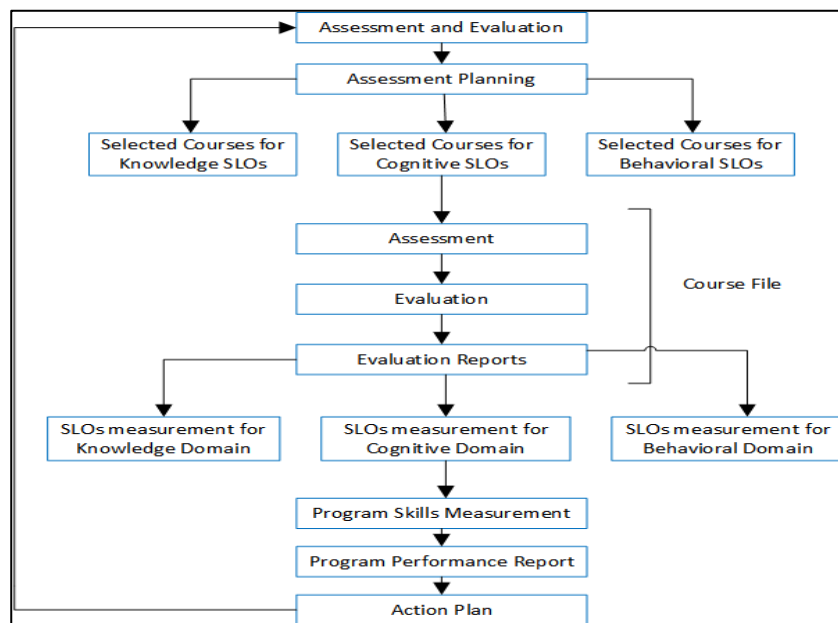 Assessment and Evaluation
Assessment Planning
Selected Courses for
Knowledge SLOs
Selected Courses for
Cognitive SLOs
Selected Courses for
Behavioral SLOs
Assessment
Evaluation
Course File
Evaluation Reports
SLOs measurement for
Knowledge Domain
SLOs measurement for
Cognitive Domain
SLOs measurement for
Behavioral Domain
Program Skills Measurement
Program Performance Report
Action Plan